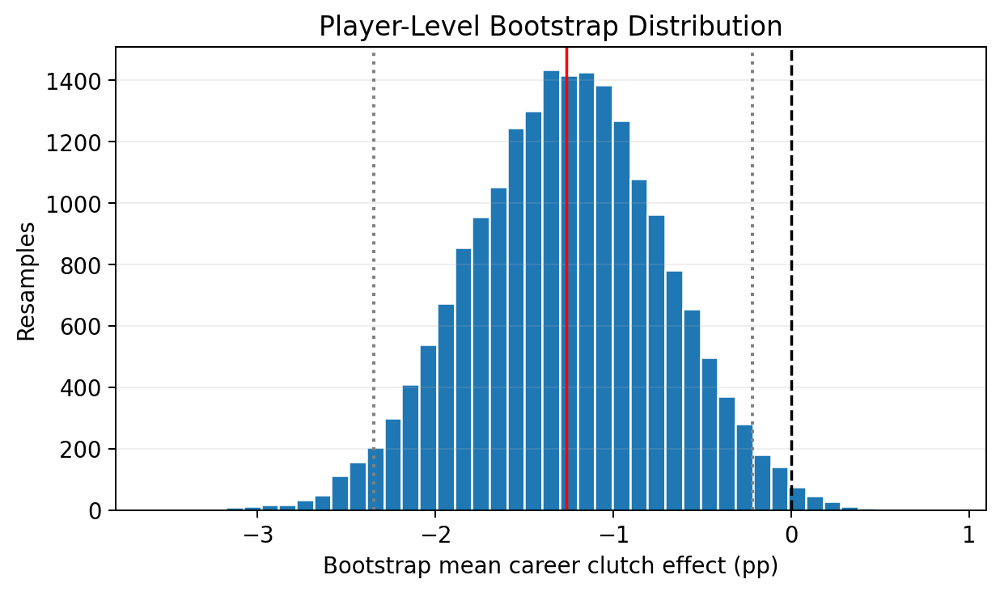 Player-Level Bootstrap Distribution
Resamples
1400
1200
1000
800
600
400
200
0
−3 −2 −1 0 1
Bootstrap mean career clutch effect (pp)